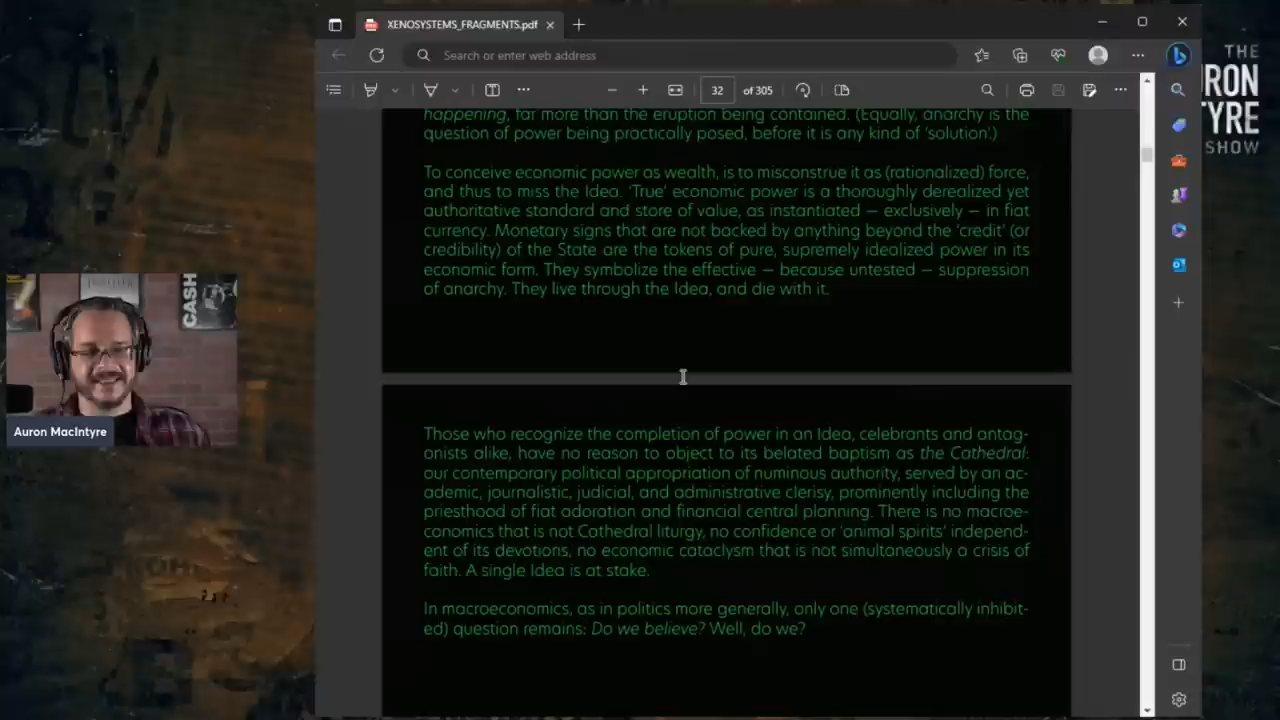 XENOSYSTEMS_FRAGMENTS.pdf
Search or enter web address
32 of 305
THE
RON
TYRE
SHOW
happening, far more than the eruption being contained. (Equally, anarchy is the
question of power being practically posed, before it is any kind of ‘solution’.)
To conceive economic power as wealth, is to misconstrue it as (rationalized) force,
and thus to miss the Idea. ‘True’ economic power is a thoroughly derealized yet
authoritative standard and store of value, as instantiated — exclusively — in fiat
currency. Monetary signs that are not backed by anything beyond the ‘credit’ (or
credibility) of the State are the tokens of pure, supremely idealized power in its
economic form. They symbolize the effective — because untested — suppression
of anarchy. They live through the Idea, and die with it.
CASH
Auron MacIntyre
Those who recognize the completion of power in an Idea, celebrants and antag-
onists alike, have no reason to object to its belated baptism as the Cathedral:
our contemporary political appropriation of numinous authority, served by an ac-
ademic, journalistic, judicial, and administrative clerisy, prominently including the
priesthood of fiat adoration and financial central planning. There is no macroe-
conomics that is not Cathedral liturgy, no confidence or ‘animal spirits’ independ-
ent of its devotions, no economic cataclysm that is not simultaneously a crisis of
faith. A single Idea is at stake.
In macroeconomics, as in politics more generally, only one (systematically inhibit-
ed) question remains: Do we believe? Well, do we?